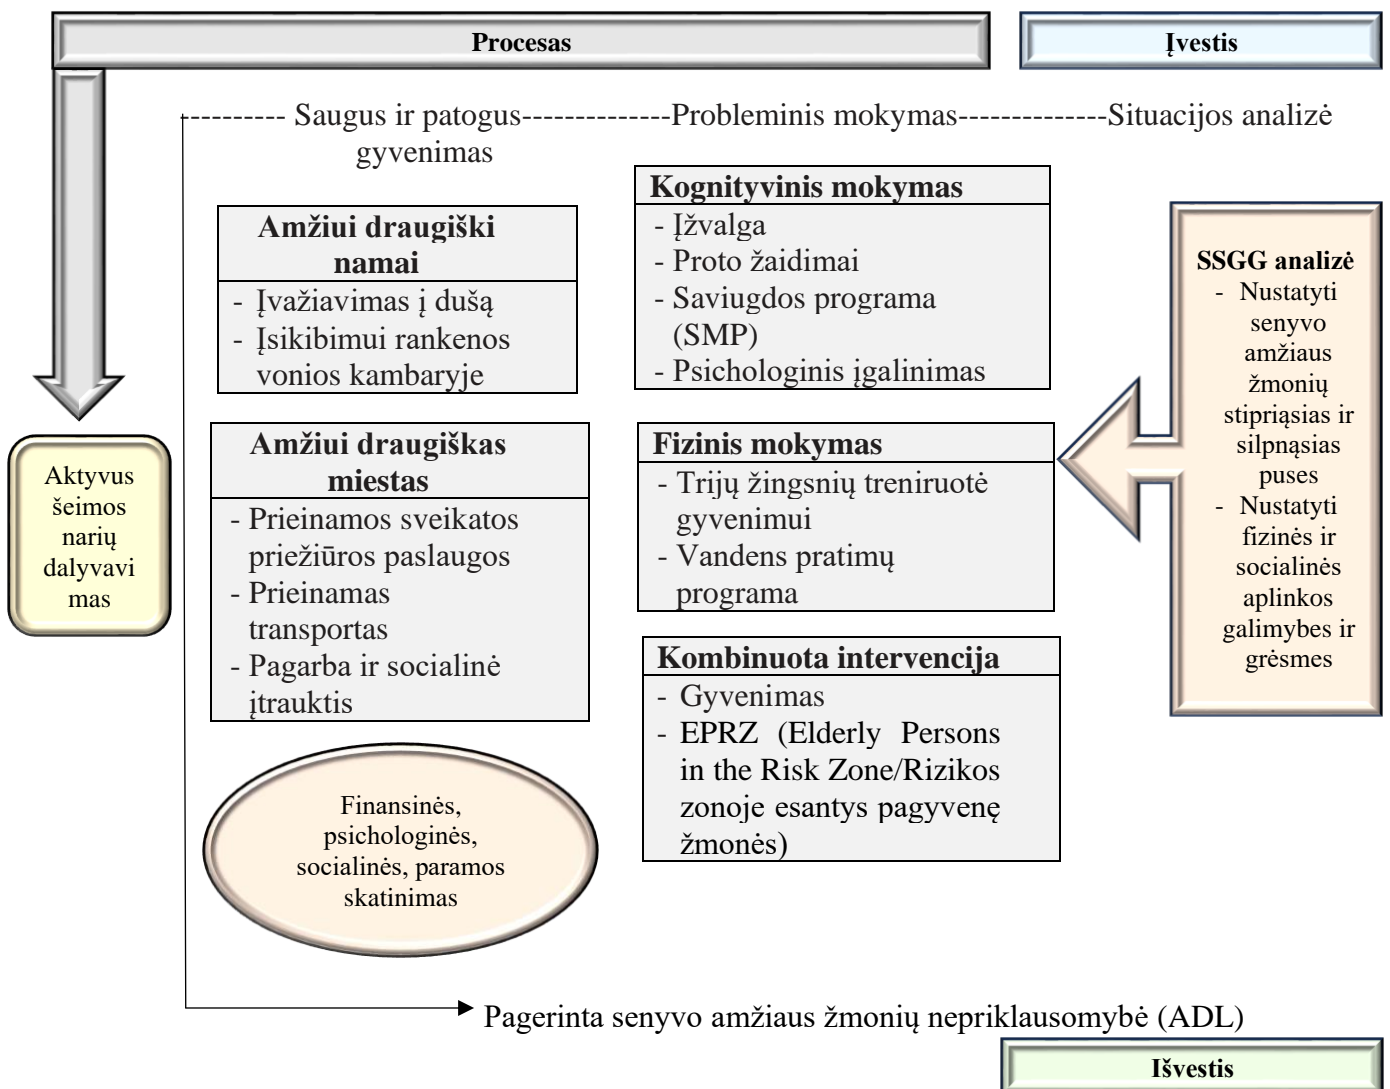 Procesas
Įvestis
---------- Saugus ir patogus--------------Probleminis mokymas--------------Situacijos analizė
gyvenimas
Amžiui draugiški
namai
- Įvažiavimas į dušą
- Įsikibimui rankenos
vonios kambaryje
Amžiui draugiškas
miestas
- Prieinamos sveikatos
priežiūros paslaugos
- Prieinamas
transportas
- Pagarba ir socialinė
įtrauktis
Finansinės,
psichologinės,
socialinės, paramos
skatinimas
Kognityvinis mokymas
- Įžvalga
- Proto žaidimai
- Saviugdos programa
(SMP)
- Psichologinis įgalinimas
Fizinis mokymas
- Trijų žingsnių treniruotė
gyvenimui
- Vandens pratimų
programa
Kombinuota intervencija
- Gyvenimas
- EPRZ (Elderly Persons
in the Risk Zone/Rizikos
zonoje esantys pagyvenę
žmonės)
SSGG analizė
- Nustatyti
senyvo
amžiaus
žmonių
stipriąsias ir
silpnąsias
puses
- Nustatyti
fizinės ir
socialinės
aplinkos
galimybes ir
grėsmes
Aktyvus
šeimos
narių
dalyvavi
mas
Pagerinta senyvo amžiaus žmonių nepriklausomybė (ADL)
Išvestis